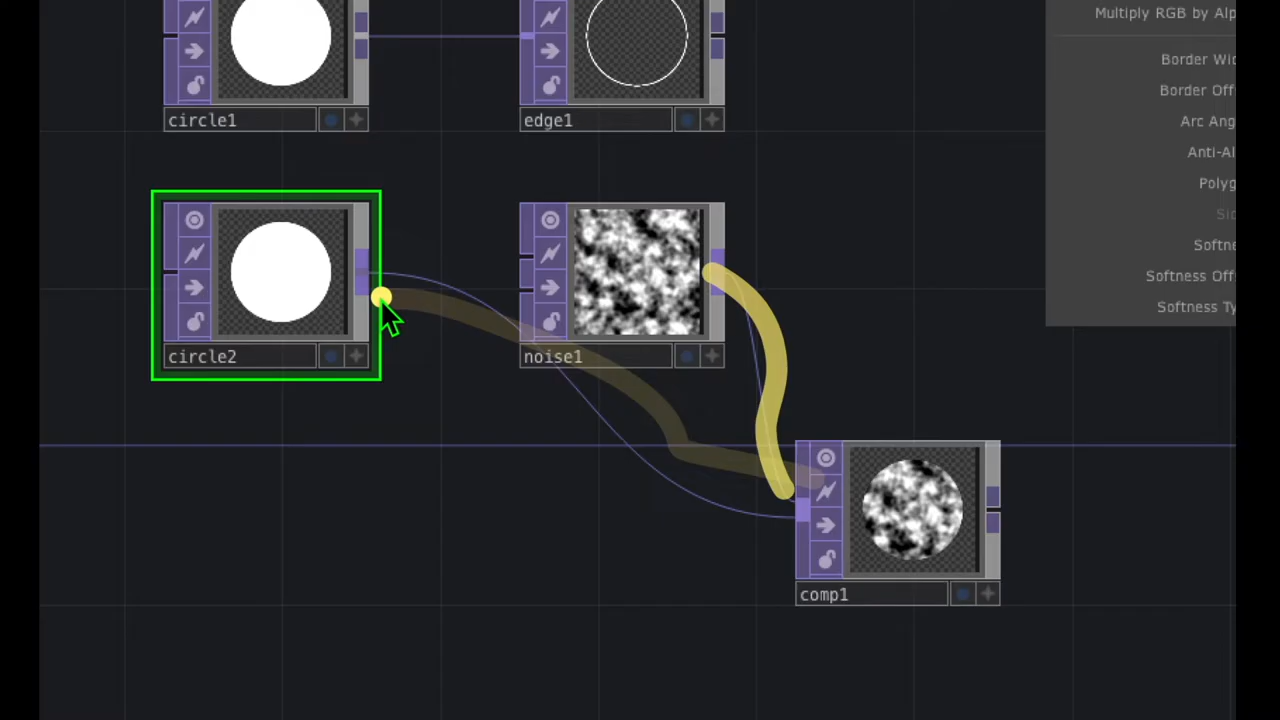 Multiply RGB by Alp
circle1
edge1
Border Wid
Border Off
Arc Ang
Anti-Al
Polyg
Sid
Softne
Softness Off
Softness Ty
circle2
noise1
comp1